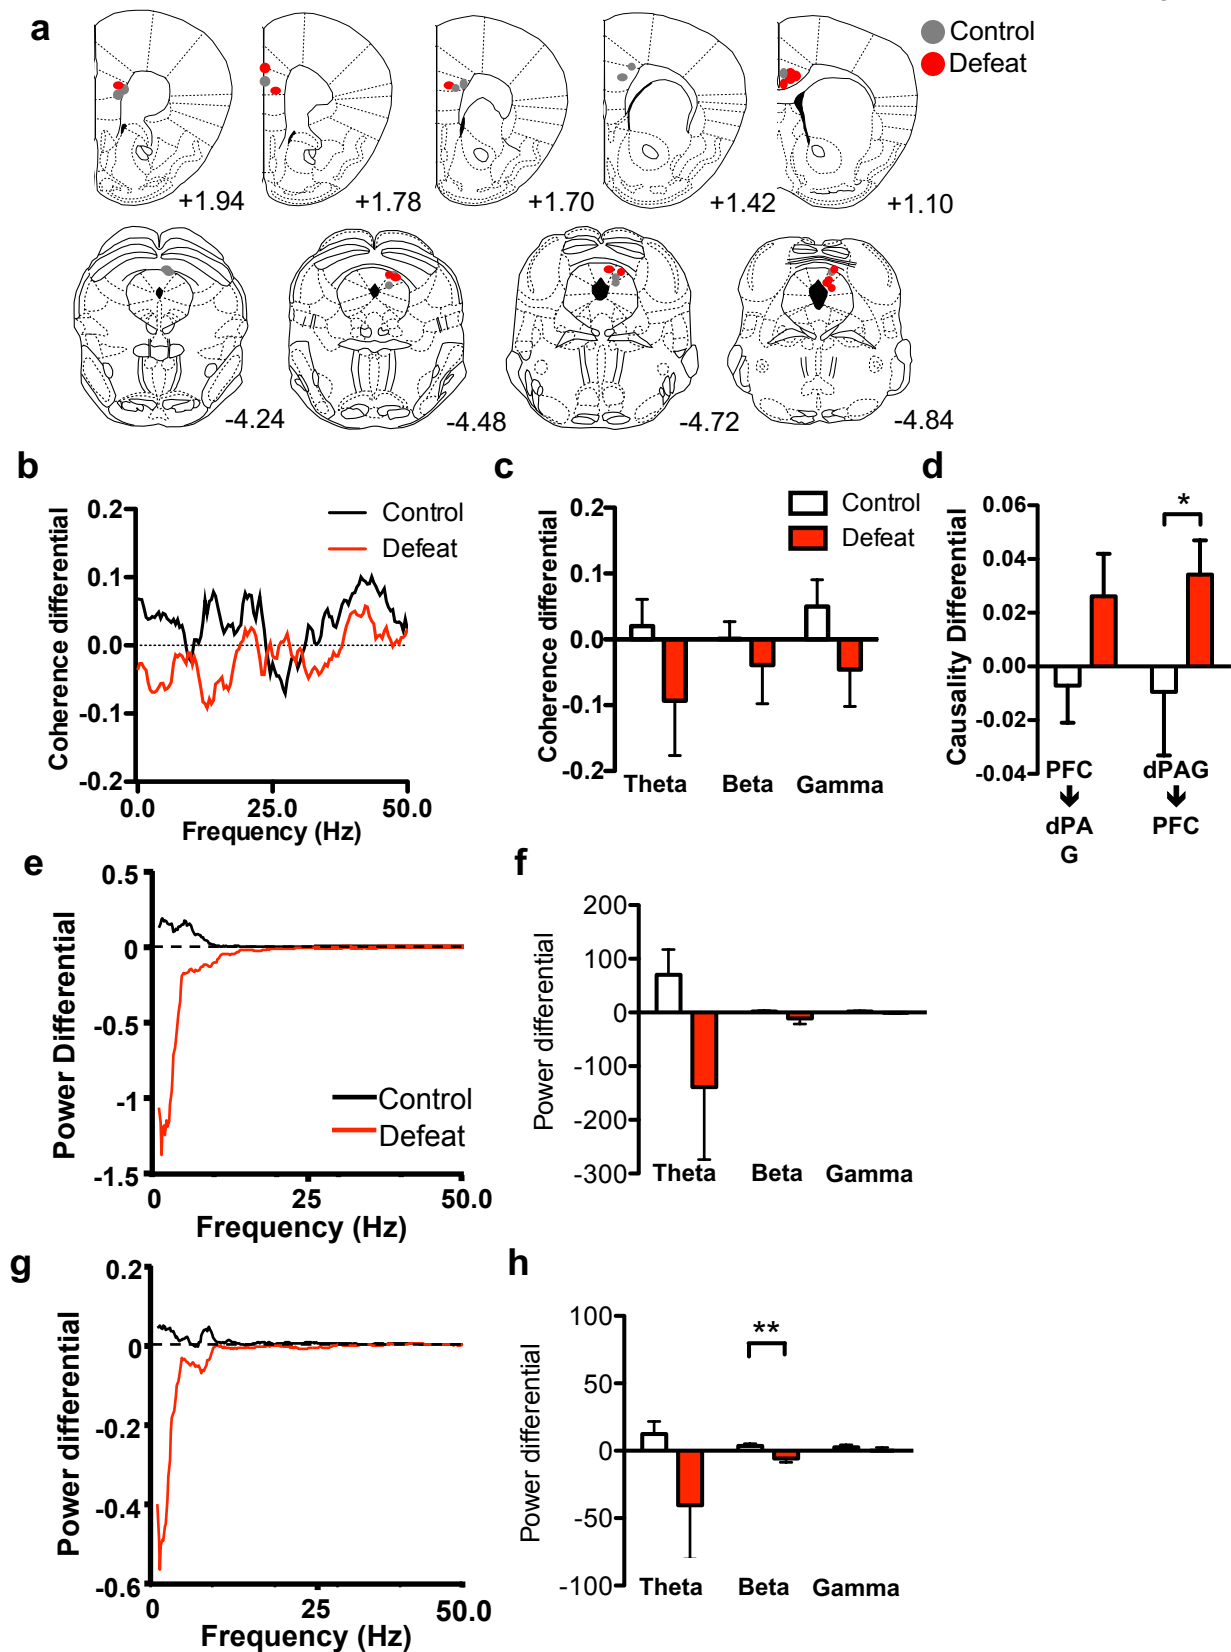 a
Control
Defeat
+1.94
+1.78
+1.70
+1.42
+1.10
-4.24
-4.48
-4.72
-4.84
b
Coherence differential
0.2
0.1
0.0
-0.1
-0.2
Control
Defeat
0.0
25.0
50.0
Frequency (Hz)
c
Coherence differential
0.2
0.1
0.0
-0.1
-0.2
Control
Defeat
Theta
Beta
Gamma
d
Causality Differential
0.06
0.04
0.02
0.00
-0.02
-0.04
*
PFC
dPA
G
dPAG
PFC
e
Power Differential
0.5
0
-0.5
-1
-1.5
Control
Defeat
0
25
50.0
Frequency (Hz)
f
Power differential
200
100
0
-100
-200
-300
Theta
Beta
Gamma
g
Power differential
0.2
0
-0.2
-0.4
-0.6
0
25
50.0
Frequency (Hz)
h
Power differential
100
50
0
-50
-100
**
Theta
Beta
Gamma